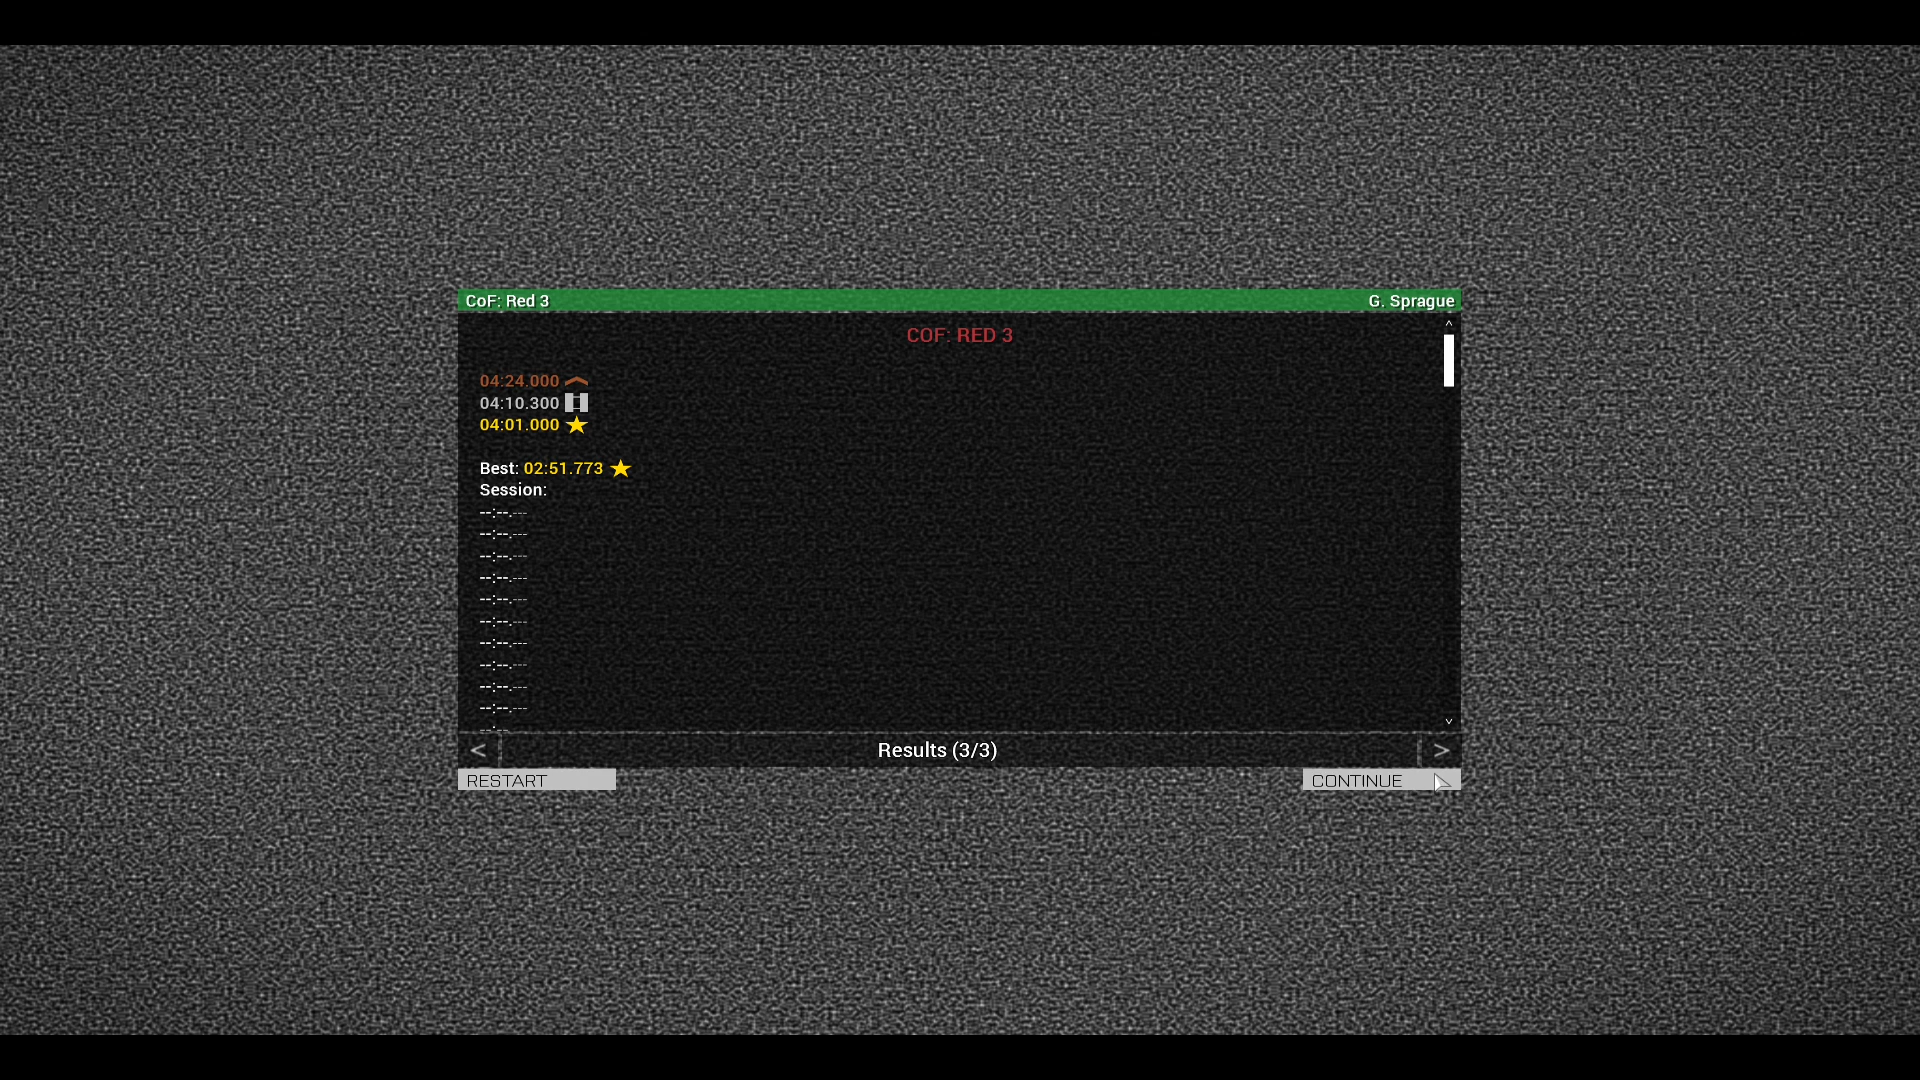 CoF: Red 3 G. Sprague
COF: RED 3
04:24.000
04:10.300
04:01.000
Best: 02:51.773
Session:
--:--.---
--:--.---
--:--.---
--:--.---
--:--.---
--:--.---
--:--.---
--:--.---
--:--.---
--:--.---
< Results (3/3) >
RESTART CONTINUE